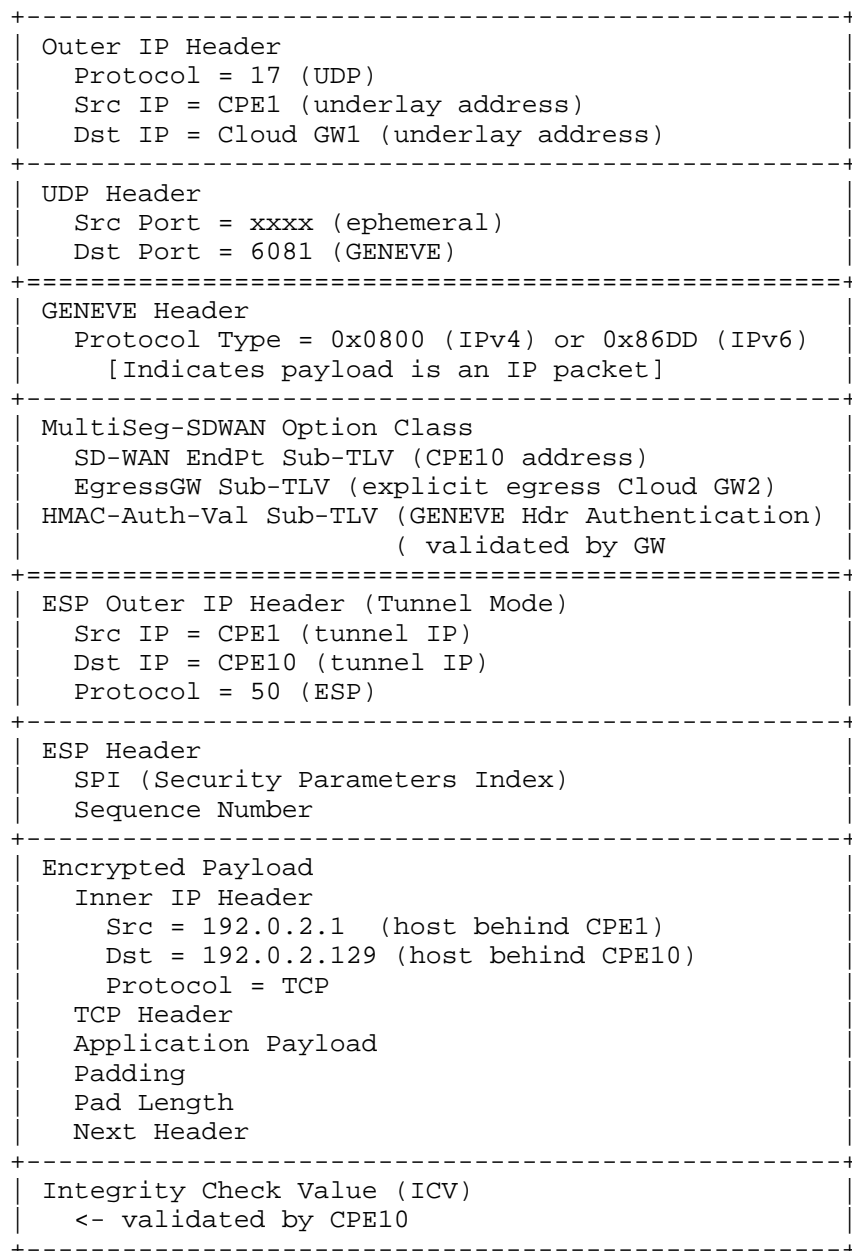 +---------------------------------------------------+
| Outer IP Header                                   |
|   Protocol = 17 (UDP)                             |
|   Src IP = CPE1 (underlay address)                |
|   Dst IP = Cloud GW1 (underlay address)           |
+---------------------------------------------------+
| UDP Header                                        |
|   Src Port = xxxx (ephemeral)                     |
|   Dst Port = 6081 (GENEVE)                        |
+===================================================+
| GENEVE Header                                     |
|   Protocol Type = 0x0800 (IPv4) or 0x86DD (IPv6)  |
|     [Indicates payload is an IP packet]           |
+---------------------------------------------------+
| MultiSeg-SDWAN Option Class                       |
|   SD-WAN EndPt Sub-TLV (CPE10 address)            |
|   EgressGW Sub-TLV (explicit egress Cloud GW2)    |
| HMAC-Auth-Val Sub-TLV (GENEVE Hdr Authentication) |
|                       ( validated by GW           |
+===================================================+
| ESP Outer IP Header (Tunnel Mode)                 |
|   Src IP = CPE1 (tunnel IP)                       |
|   Dst IP = CPE10 (tunnel IP)                      |
|   Protocol = 50 (ESP)                             |
+---------------------------------------------------+
| ESP Header                                        |
|   SPI (Security Parameters Index)                 |
|   Sequence Number                                 |
+---------------------------------------------------+
| Encrypted Payload                                 |
|   Inner IP Header                                 |
|     Src = 192.0.2.1  (host behind CPE1)           |
|     Dst = 192.0.2.129 (host behind CPE10)         |
|     Protocol = TCP                                |
|   TCP Header                                      |
|   Application Payload                             |
|   Padding                                         |
|   Pad Length                                      |
|   Next Header                                     |
+---------------------------------------------------+
| Integrity Check Value (ICV)                       |
|   <- validated by CPE10                           |
+---------------------------------------------------+